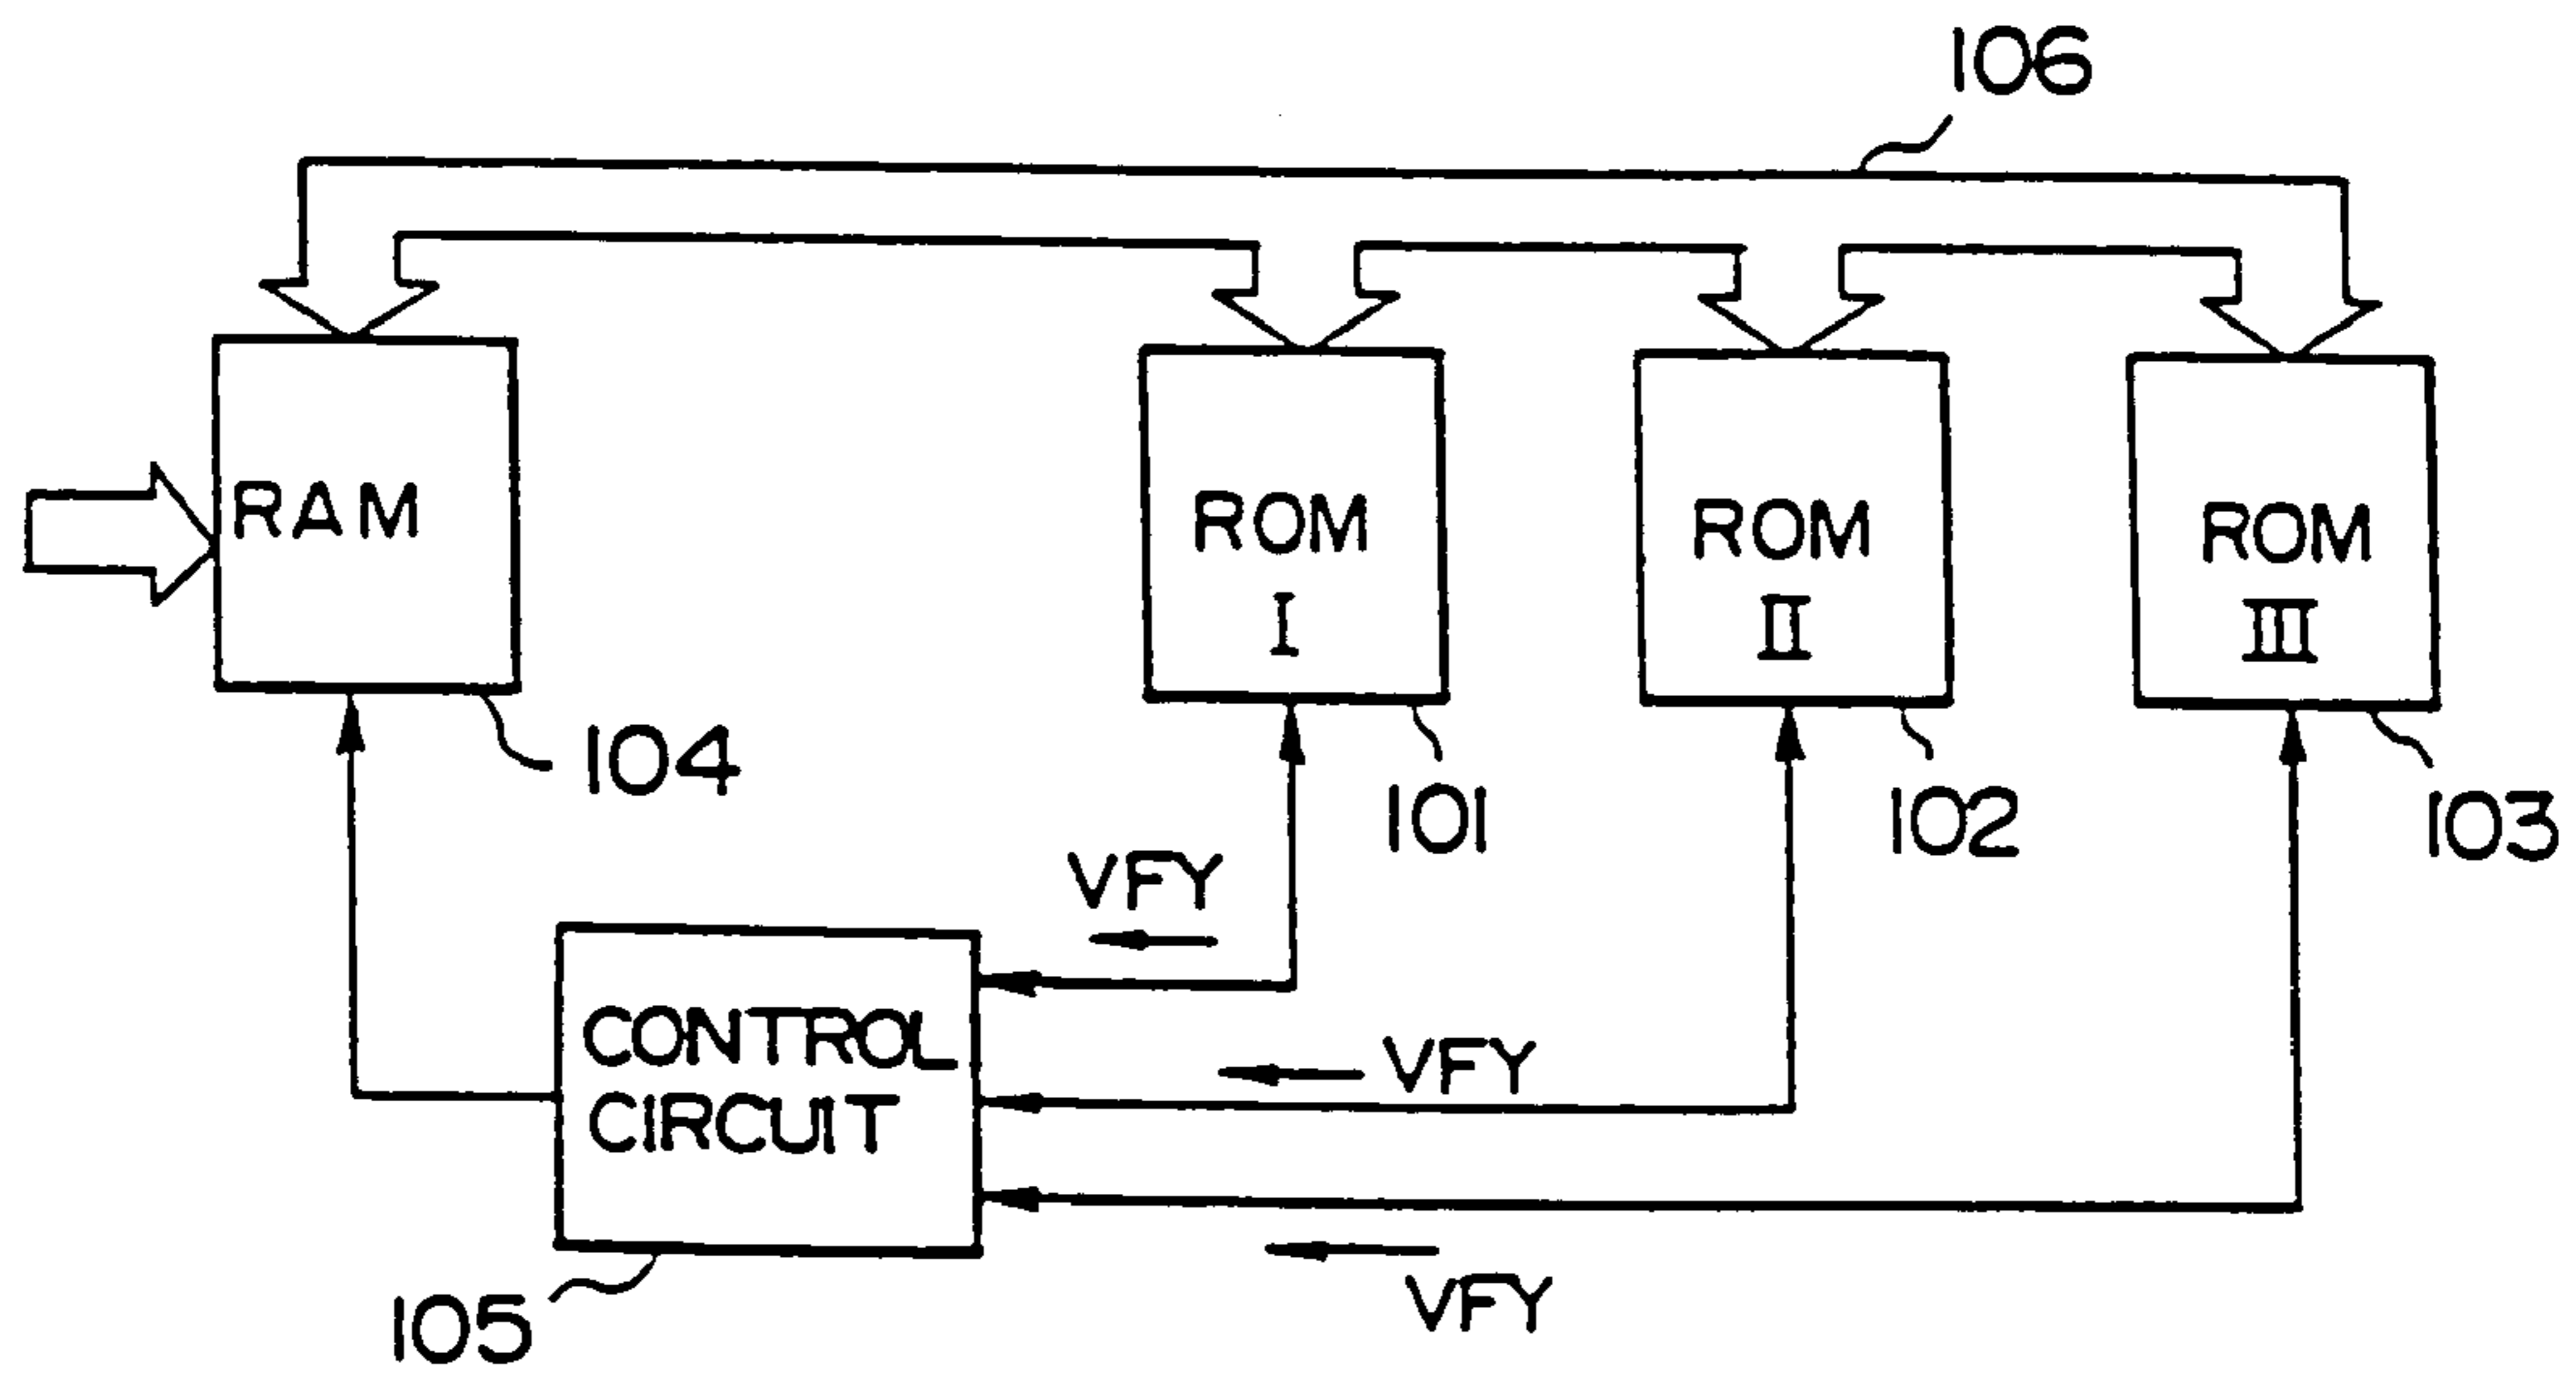 106
RAM
ROM
I
ROM
II
ROM
III
104
101
102
103
VFY
VFY
CONTROL
CIRCUIT
VFY
105